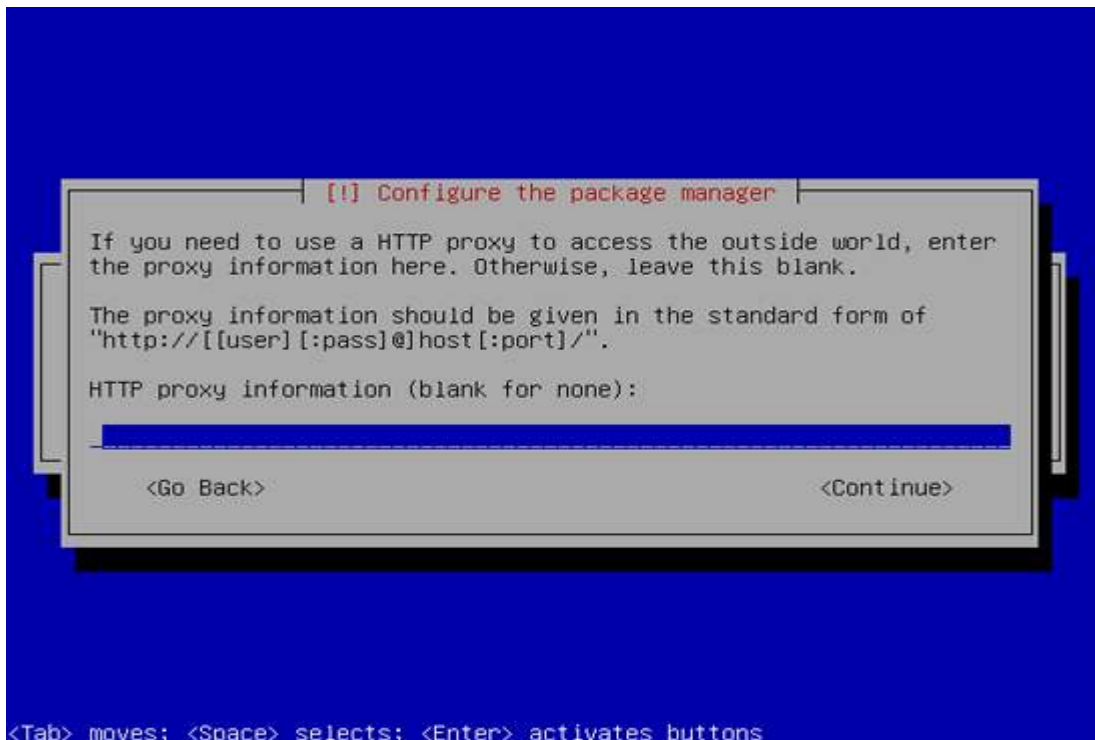 [!] Configure the package manager
If you need to use a HTTP proxy to access the outside world, enter
the proxy information here. Otherwise, leave this blank.
The proxy information should be given in the standard form of
"http://[[user][:pass]@]host[:port]/".
HTTP proxy information (blank for none):
<Go Back> <Continue>
<Tab> moves; <Space> selects; <Enter> activates buttons